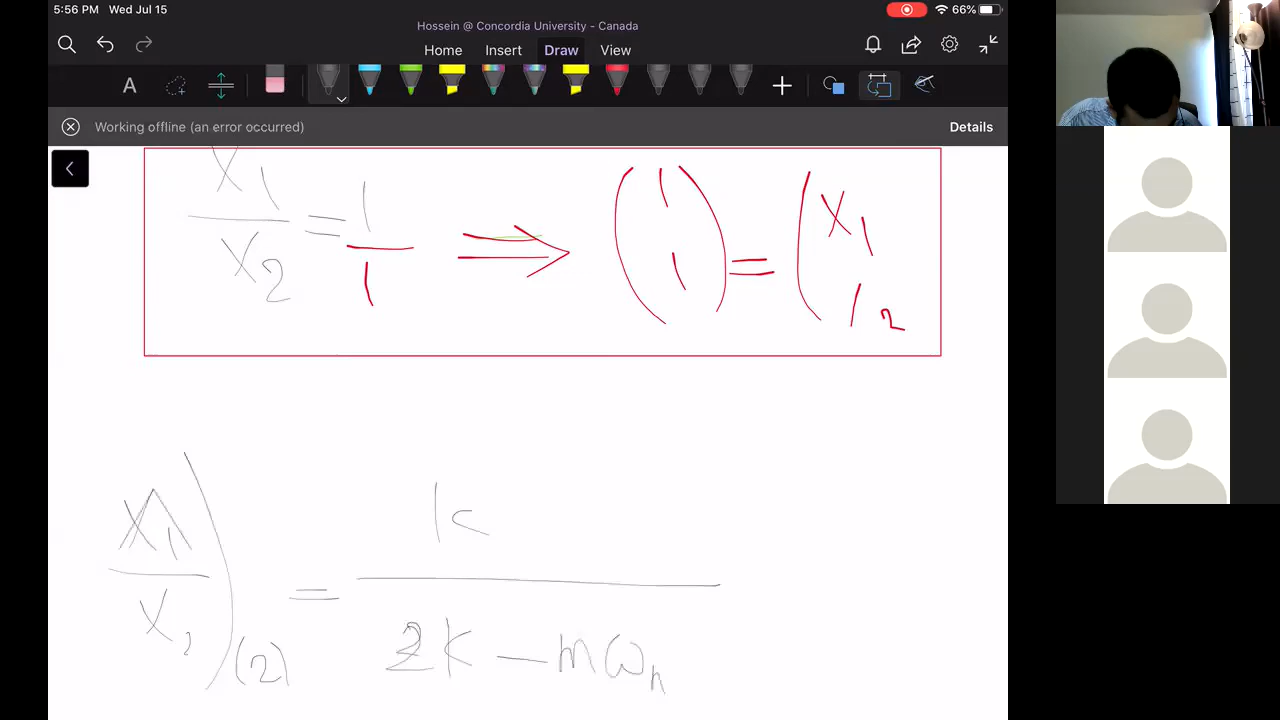 5:56 PM Wed Jul 15
66%
Hossein @ Concordia University - Canada
Home Insert Draw View
A
Working offline (an error occurred)
Details
X1/X2 = 1/1 ⟹ (1 1) = (X1 2
X1/X2)(2) = k/2k - mωn